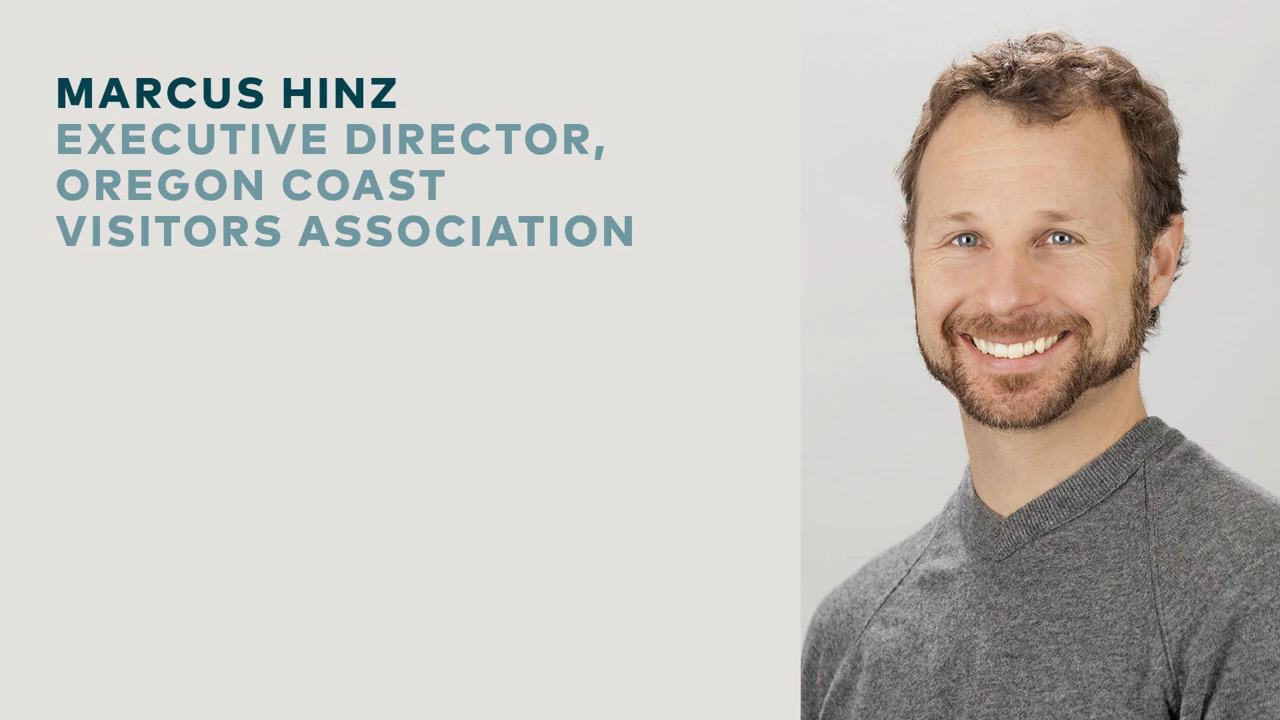 MARCUS HINZ
EXECUTIVE DIRECTOR,
OREGON COAST
VISITORS ASSOCIATION